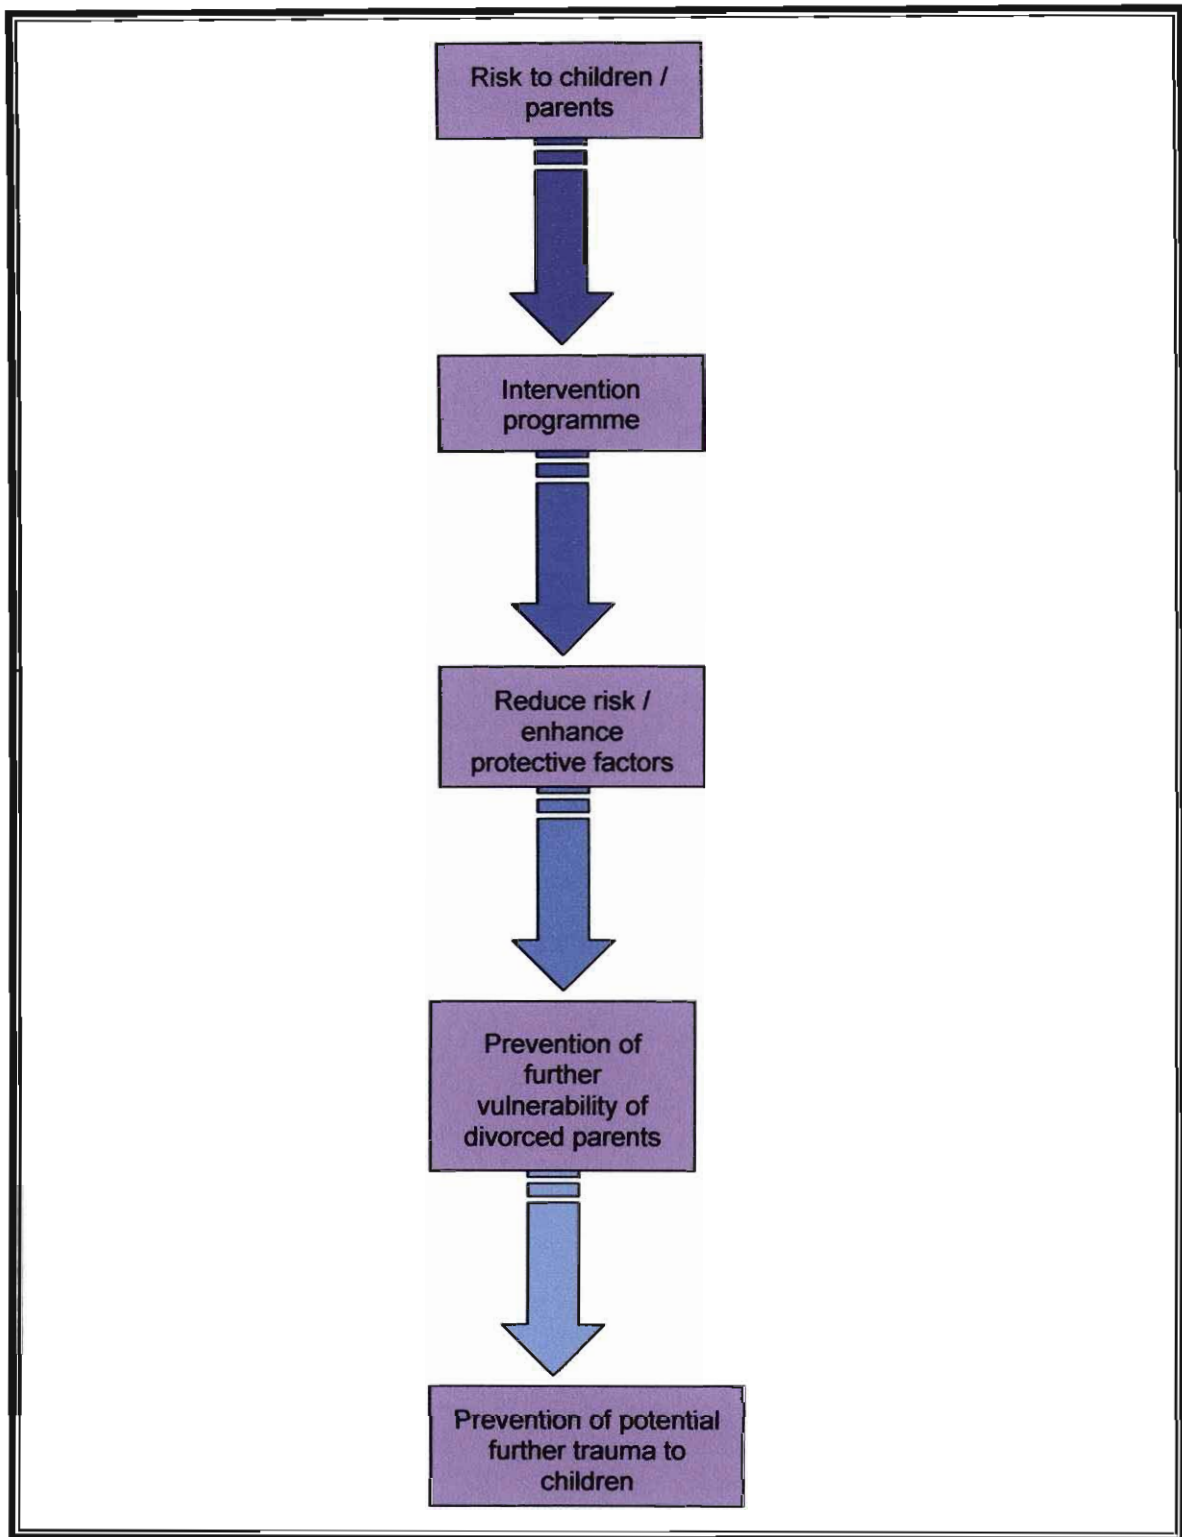 Risk to children /
parents
Intervention
programme
Reduce risk /
enhance
protective factors
Prevention of
further
vulnerability of
divorced parents
Prevention of potential
further trauma to
children